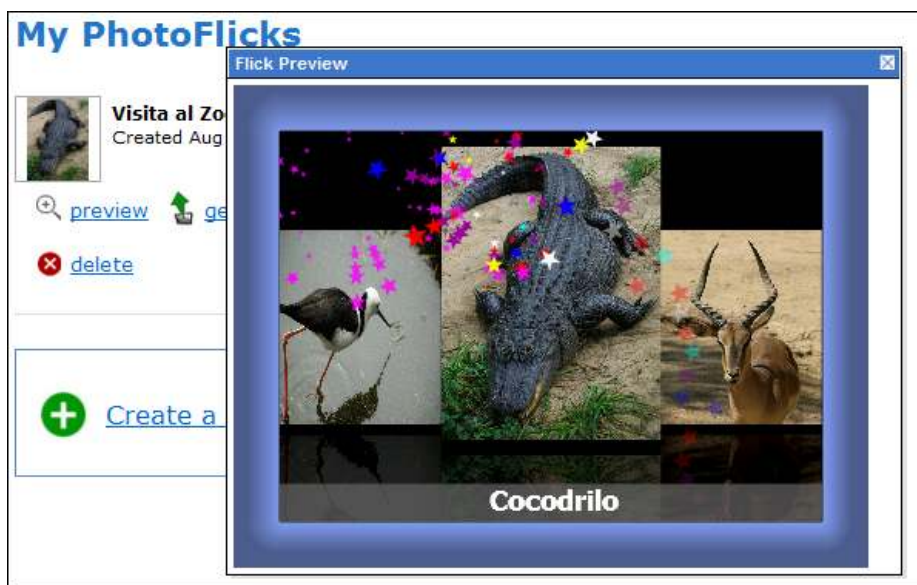 My PhotoFlicks
Flick Preview
Visita al Zo
Created Aug
preview ge
delete
Create a
Cocodrilo